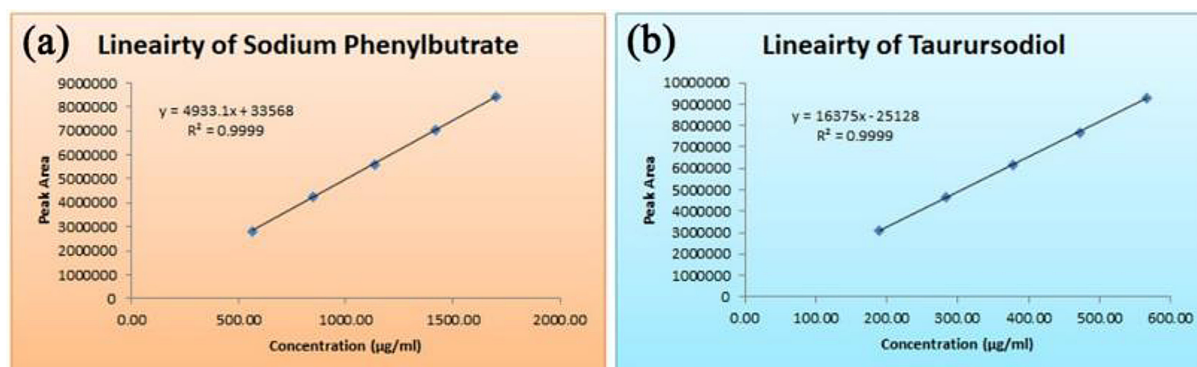 (a) Lineairty of Sodium Phenylbutrate
9000000
8000000
7000000
6000000
5000000
4000000
3000000
2000000
1000000
0
Peak Area
y = 4933.1x + 33568
R² = 0.9999
0.00 500.00 1000.00 1500.00 2000.00
Concentration (µg/ml)
(b) Lineairty of Taurursodiol
10000000
9000000
8000000
7000000
6000000
5000000
4000000
3000000
2000000
1000000
0
Peak Area
y = 16375x - 25128
R² = 0.9999
0.00 100.00 200.00 300.00 400.00 500.00 600.00
Concentration (µg/ml)